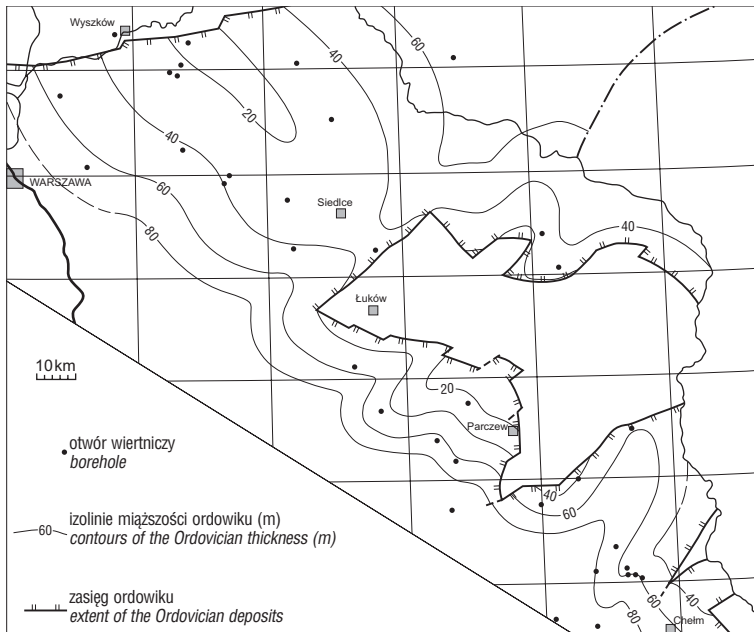 Wyszków
60
40
20
40
WARSZAWA
60
Siedlce
80
40
Łuków
10 km
20
Parczew
80
otwór wiertniczy
borehole
40
60
60
izolinie miąższości ordowiku (m)
contours of the Ordovician thickness (m)
zasięg ordowiku
extent of the Ordovician deposits
40
60
80
Chełm